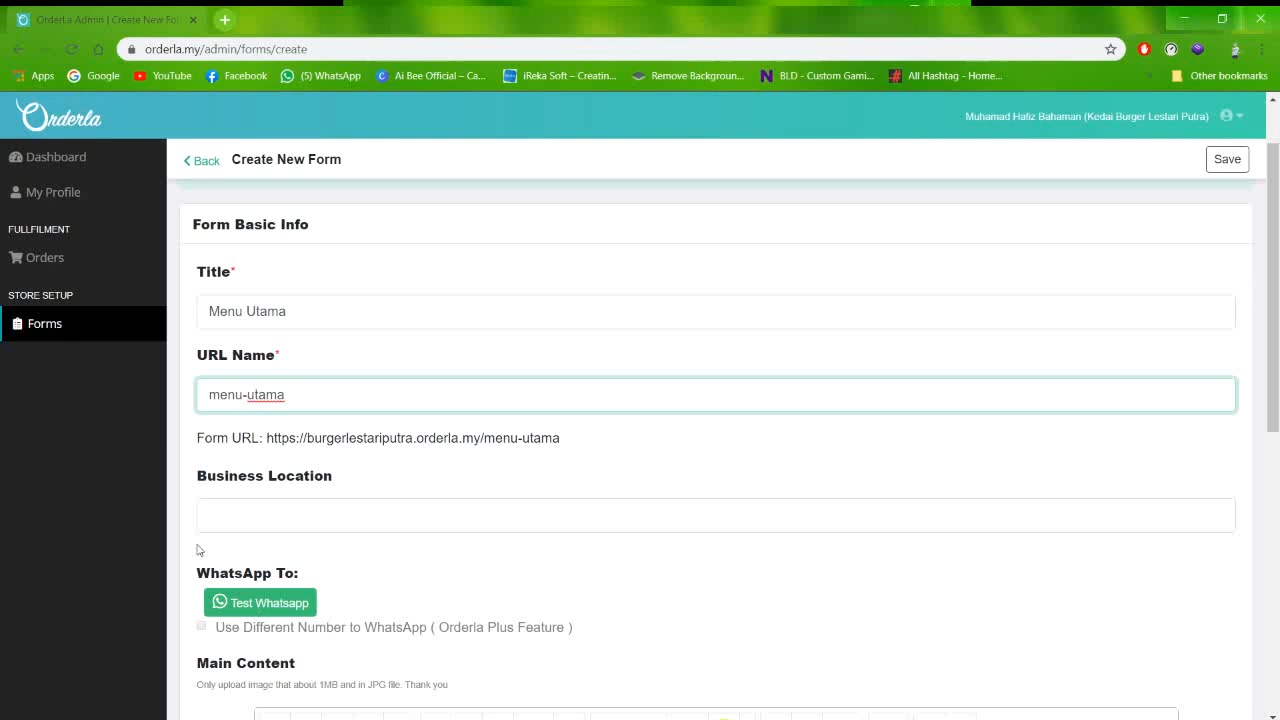 OrderLa Admin | Create New Fo
orderla.my/admin/forms/create
Apps
Google
YouTube
Facebook
(5) WhatsApp
Ai Bee Official – Ca...
iReka Soft – Creatin...
Remove Backgroun...
BLD - Custom Gami...
All Hashtag - Home...
Other bookmarks
Orderla
Muhamad Hafiz Bahaman (Kedai Burger Lestari Putra)
Dashboard
My Profile
FULLFILMENT
Orders
STORE SETUP
Forms
Back
Create New Form
Save
Form Basic Info
Title*
Menu Utama
URL Name*
menu-utama
Form URL: https://burgerlestariputra.orderla.my/menu-utama
Business Location
WhatsApp To:
Test Whatsapp
Use Different Number to WhatsApp ( Orderla Plus Feature )
Main Content
Only upload image that about 1MB and in JPG file. Thank you